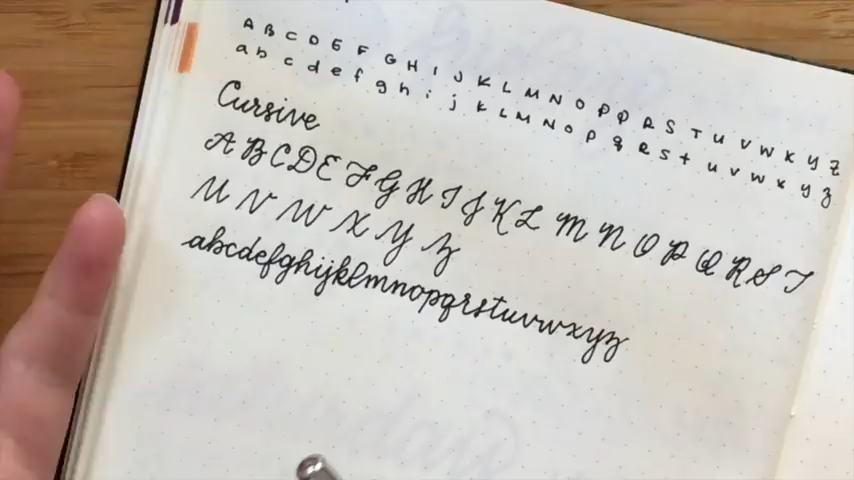 A B C D E F G H I J K L M N O P Q R S T U V W X Y Z
a b c d e f g h i j k l m n o p q r s t u v w x y z
Cursive
A B C D E F G H I J K L M N O P Q R S T
U V W X Y Z
abcdefghijklmnopqrstuvwxyz